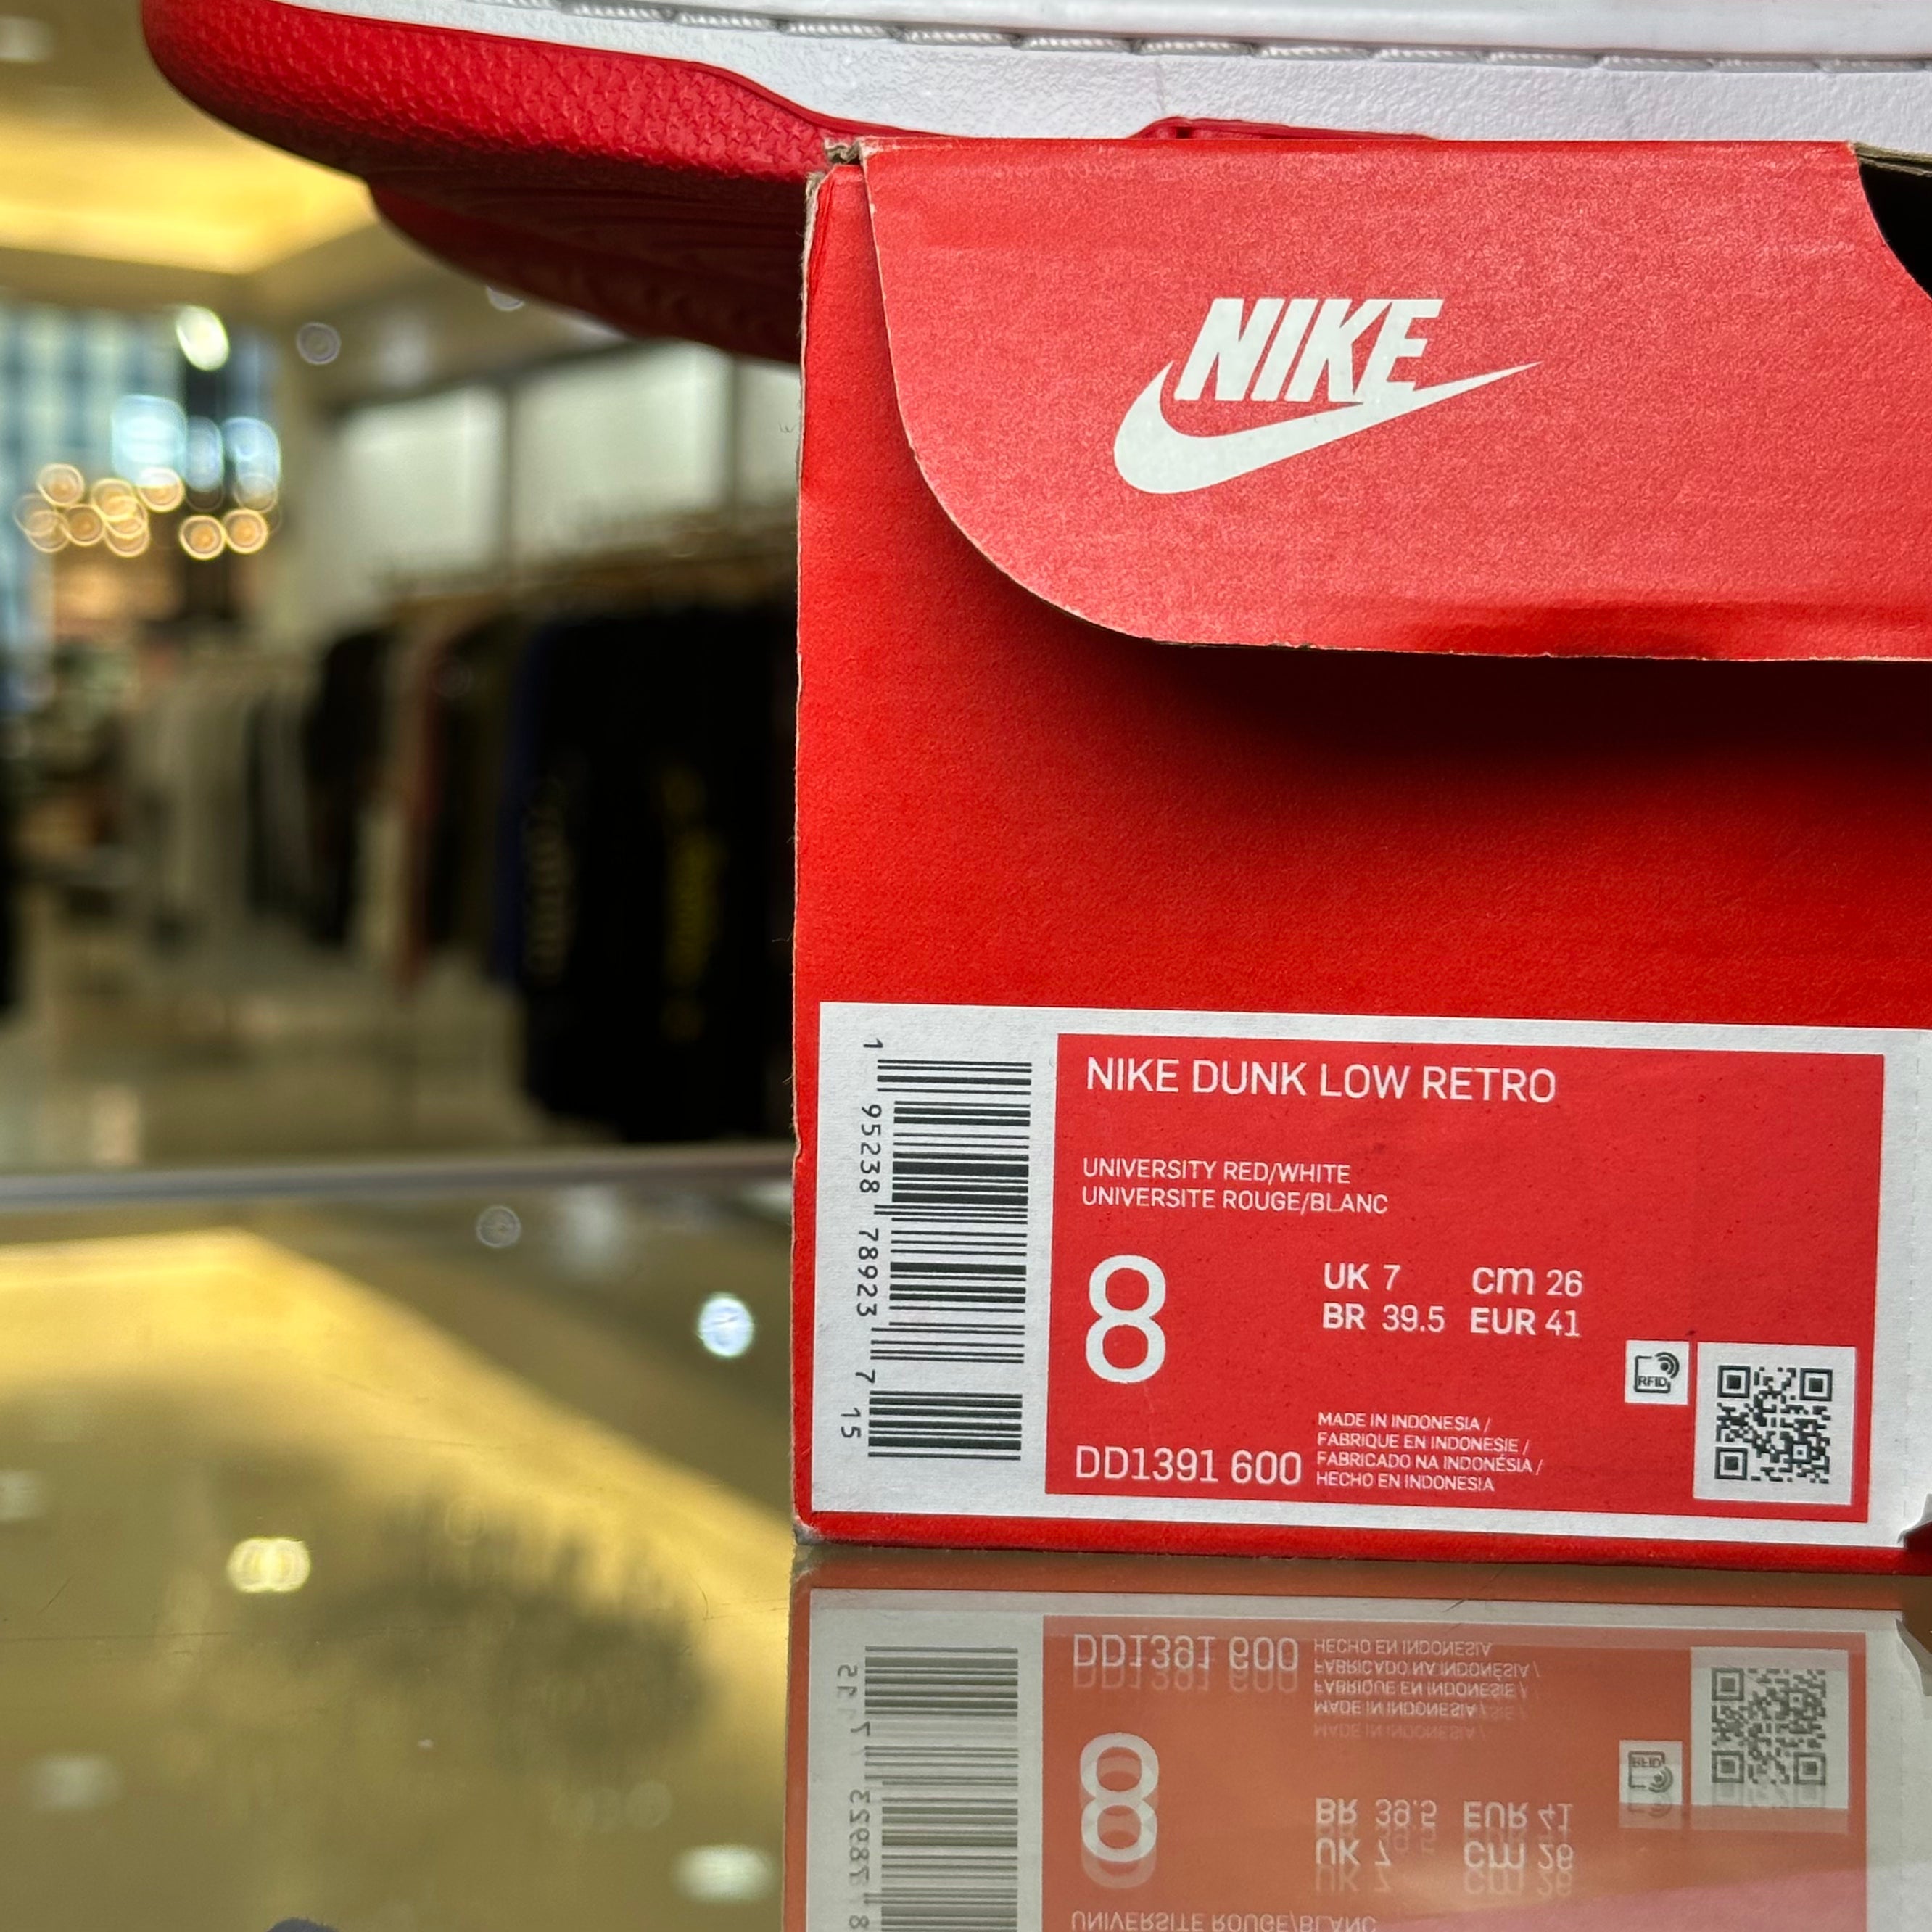 NIKE
NIKE DUNK LOW RETRO
UNIVERSITY RED/WHITE
UNIVERSITE ROUGE/BLANC
8
UK 7 cm 26
BR 39.5 EUR 41
RFID
DD1391 600
MADE IN INDONESIA /
FABRIQUE EN INDONESIE /
FABRICADO NA INDONÉSIA /
HECHO EN INDONESIA
1 95238 78923 7 15